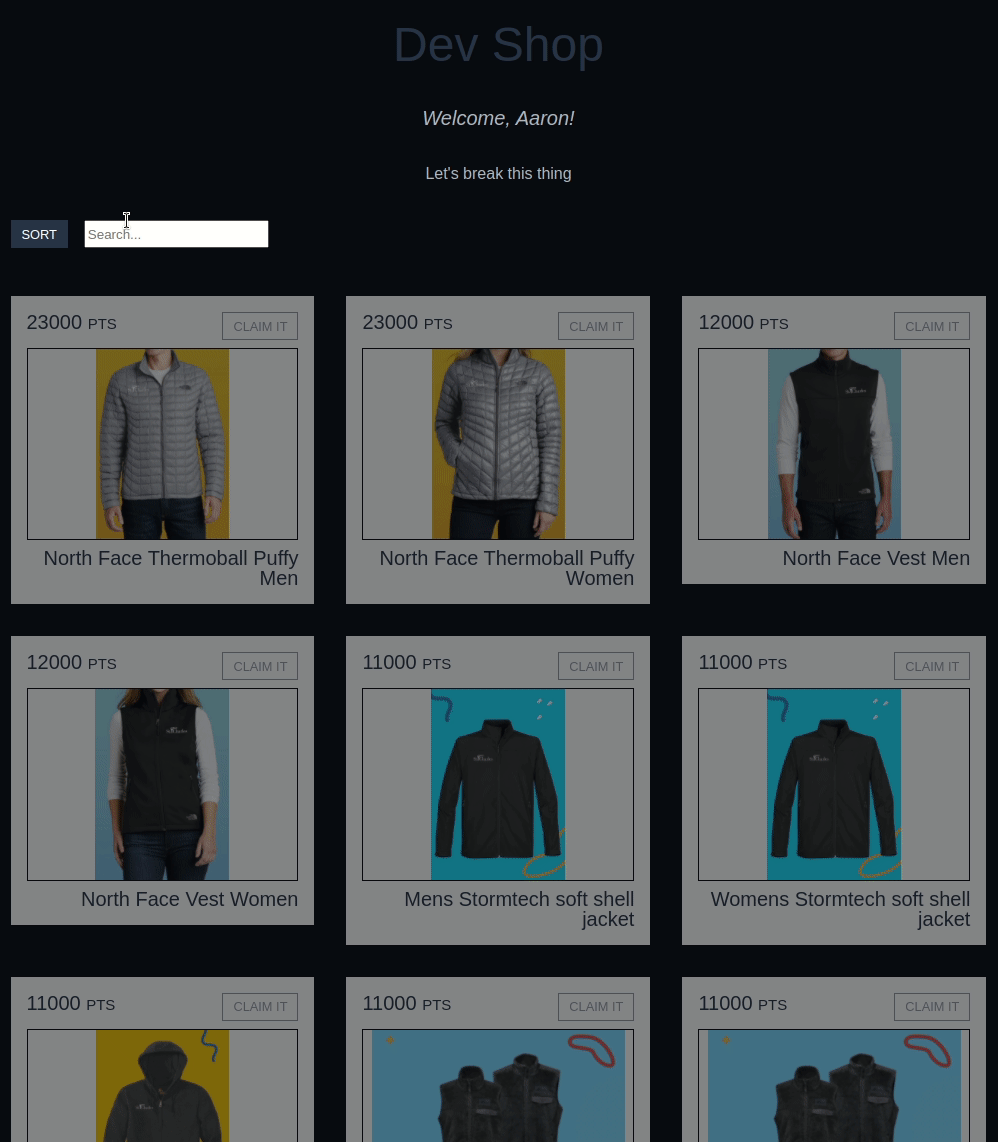 Dev Shop
Welcome, Aaron!
Let's break this thing
SORT
Search...
23000 PTS
CLAIM IT
23000 PTS
CLAIM IT
12000 PTS
CLAIM IT
North Face Thermoball Puffy
Men
North Face Thermoball Puffy
Women
North Face Vest Men
12000 PTS
CLAIM IT
11000 PTS
CLAIM IT
11000 PTS
CLAIM IT
North Face Vest Women
Mens Stormtech soft shell
jacket
Womens Stormtech soft shell
jacket
11000 PTS
CLAIM IT
11000 PTS
CLAIM IT
11000 PTS
CLAIM IT